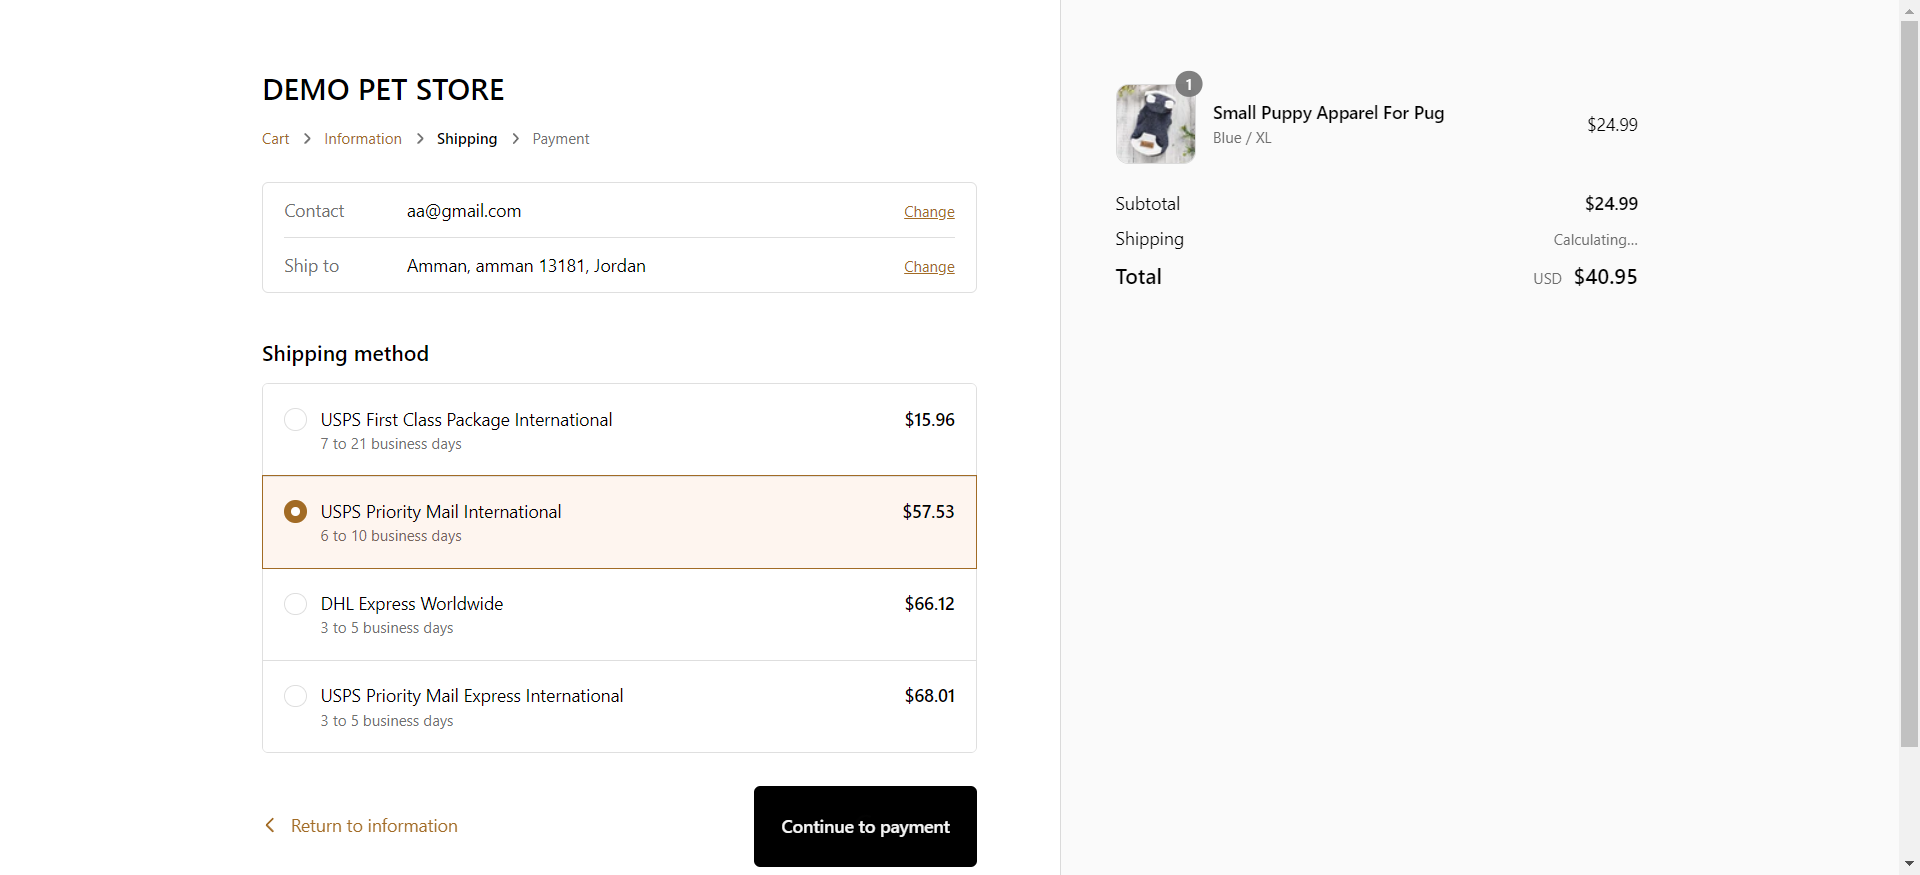 DEMO PET STORE
Cart > Information > Shipping > Payment
Contact aa@gmail.com Change
Ship to Amman, amman 13181, Jordan Change
Shipping method
USPS First Class Package International $15.96
7 to 21 business days
USPS Priority Mail International $57.53
6 to 10 business days
DHL Express Worldwide $66.12
3 to 5 business days
USPS Priority Mail Express International $68.01
3 to 5 business days
Return to information
Continue to payment
1
Small Puppy Apparel For Pug $24.99
Blue / XL
Subtotal $24.99
Shipping Calculating...
Total USD $40.95